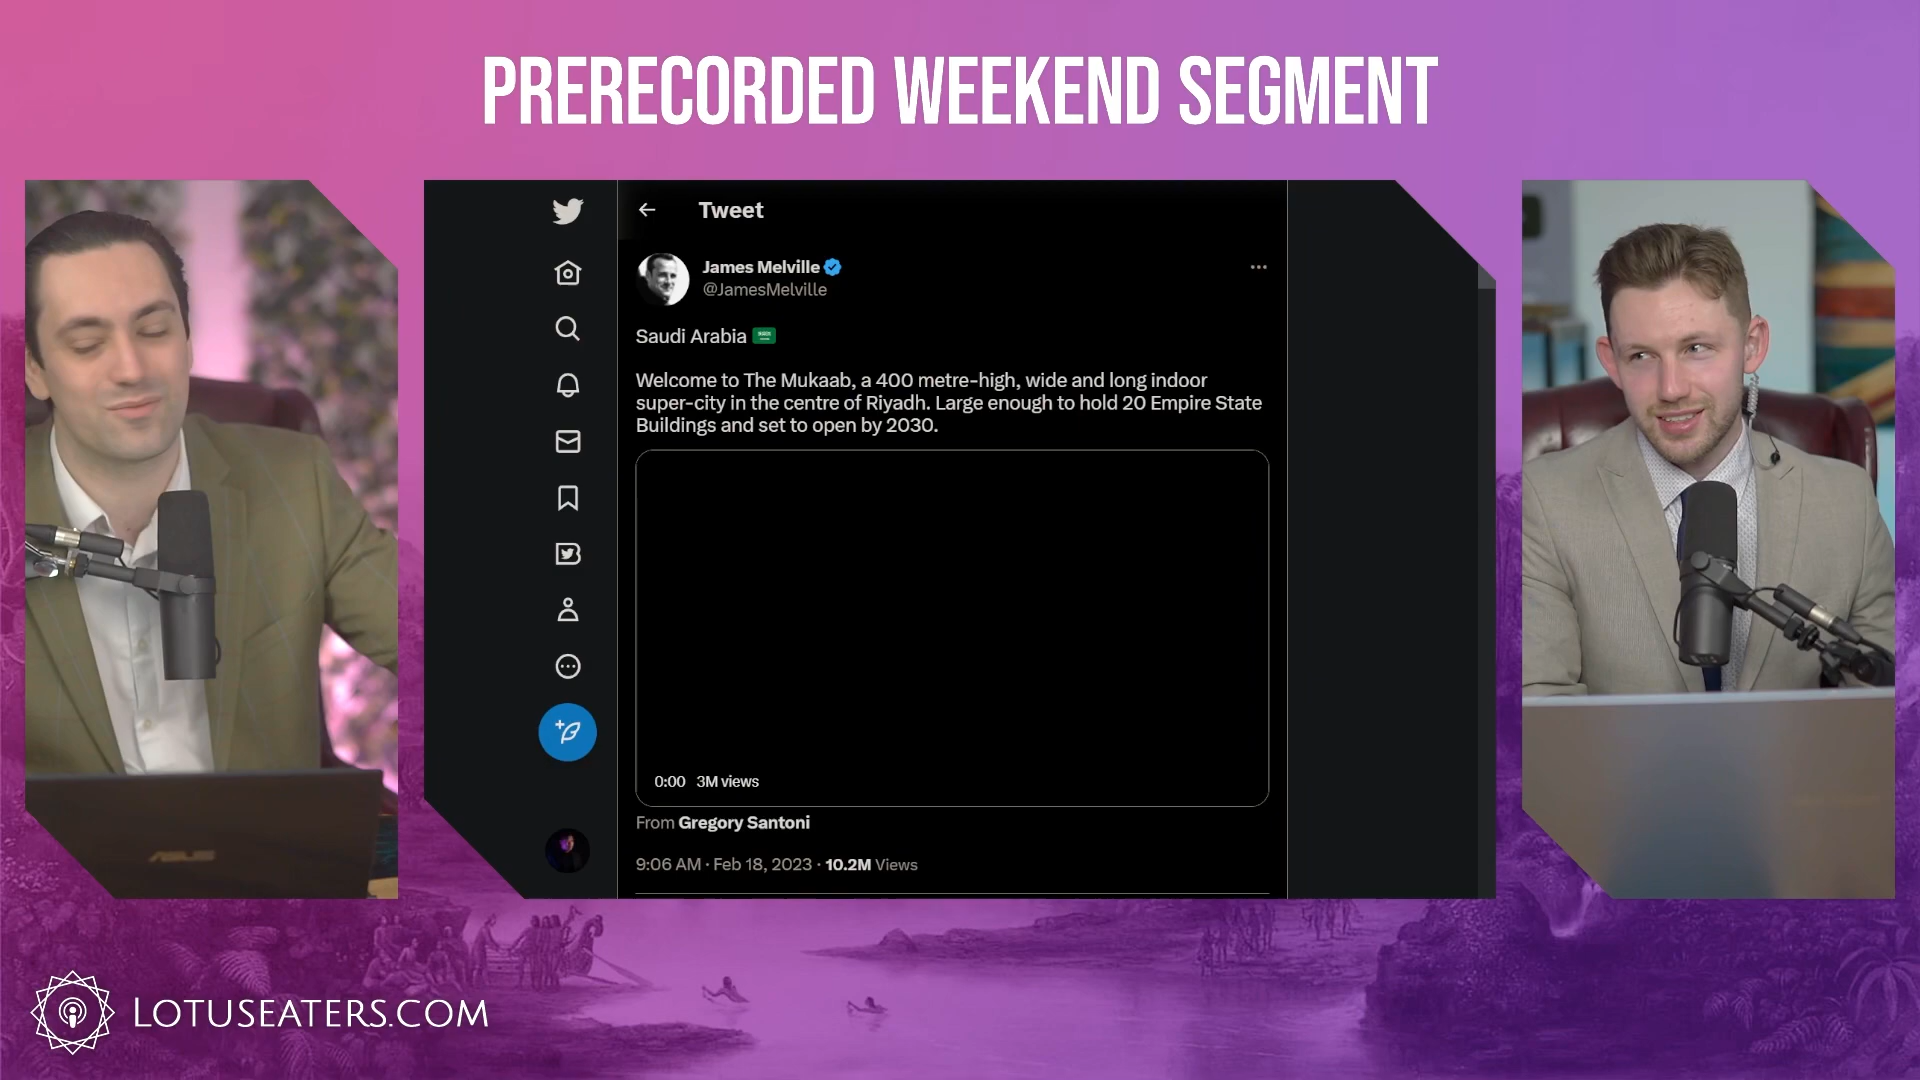 PRERECORDED WEEKEND SEGMENT
Tweet
James Melville
@JamesMelville
Saudi Arabia
Welcome to The Mukaab, a 400 metre-high, wide and long indoor
super-city in the centre of Riyadh. Large enough to hold 20 Empire State
Buildings and set to open by 2030.
0:00 3M views
From Gregory Santoni
9:06 AM · Feb 18, 2023 · 10.2M Views
ASUS
LOTUSEATERS.COM